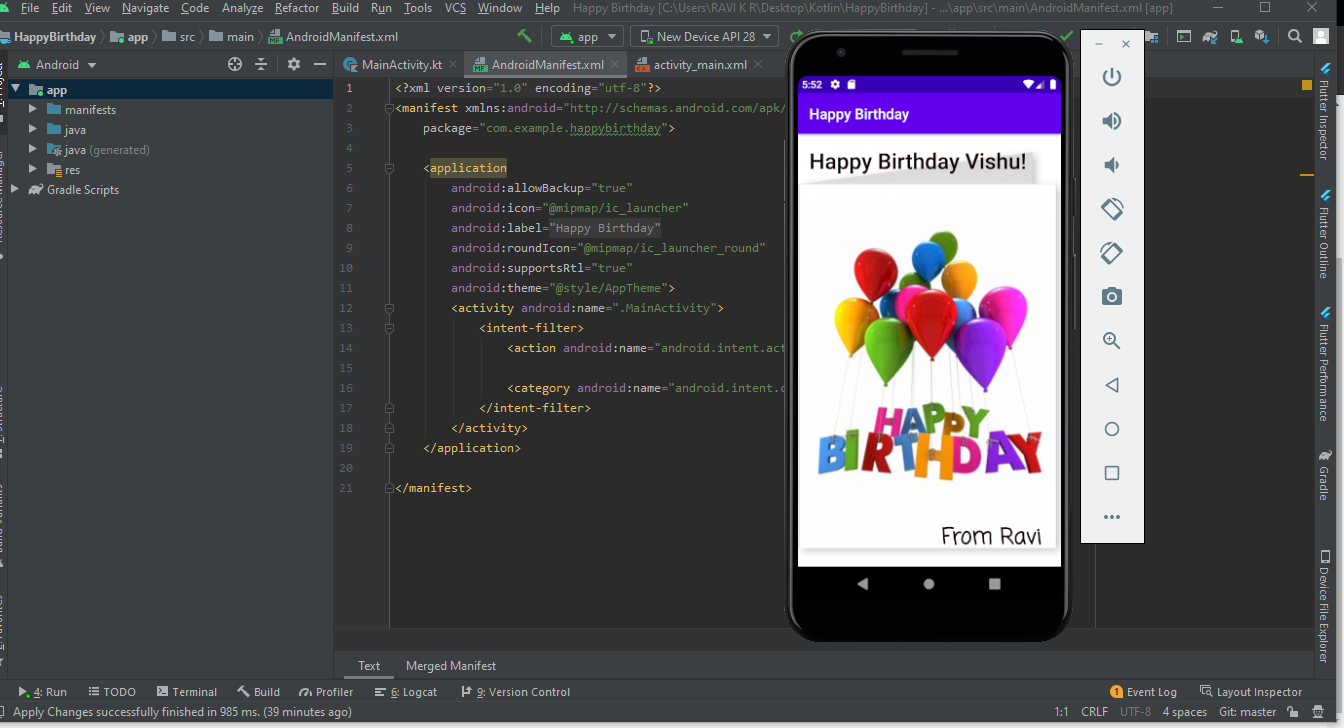 File Edit View Navigate Code Analyze Refactor Build Run Tools VCS Window Help Happy Birthday [C:\Users\RAVI K R\Desktop\Kotlin\HappyBirthday] - ...\app\src\main\AndroidManifest.xml [app]
HappyBirthday app src main AndroidManifest.xml app New Device API 28
Android MainActivity.kt AndroidManifest.xml activity_main.xml
app
manifests
java
java (generated)
res
Gradle Scripts
1 <?xml version="1.0" encoding="utf-8"?>
2 <manifest xmlns:android="http://schemas.android.com/apk/
3 package="com.example.happybirthday">
4
5 <application
6 android:allowBackup="true"
7 android:icon="@mipmap/ic_launcher"
8 android:label="Happy Birthday"
9 android:roundIcon="@mipmap/ic_launcher_round"
10 android:supportsRtl="true"
11 android:theme="@style/AppTheme">
12 <activity android:name=".MainActivity">
13 <intent-filter>
14 <action android:name="android.intent.act
15
16 <category android:name="android.intent.c
17 </intent-filter>
18 </activity>
19 </application>
20
21 </manifest>
5:52
Happy Birthday
Happy Birthday Vishu!
HAPPY
BIRTHDAY
From Ravi
Flutter Inspector
Flutter Outline
Flutter Performance
Gradle
Device File Explorer
Text Merged Manifest
4: Run TODO Terminal Build Profiler 6: Logcat 9: Version Control 1 Event Log Layout Inspector
Apply Changes successfully finished in 985 ms. (39 minutes ago) 1:1 CRLF UTF-8 4 spaces Git: master